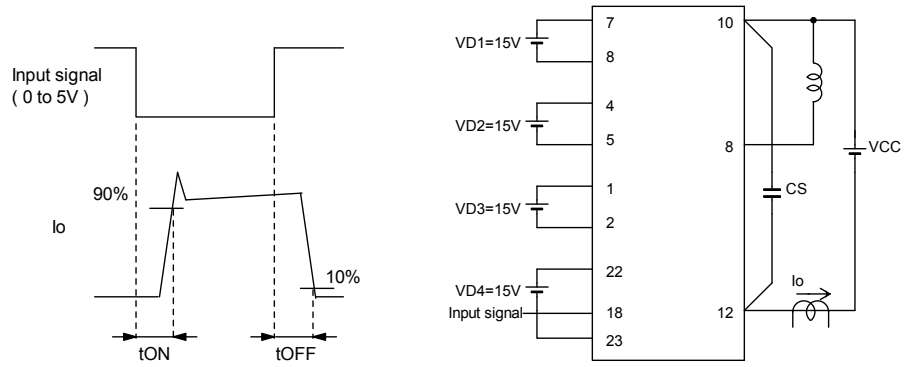 Input signal
( 0 to 5V )
90%
Io
10%
tON
tOFF
VD1=15V
7
8
VD2=15V
4
5
VD3=15V
1
2
VD4=15V
22
Input signal
18
23
10
8
VCC
CS
Io
12